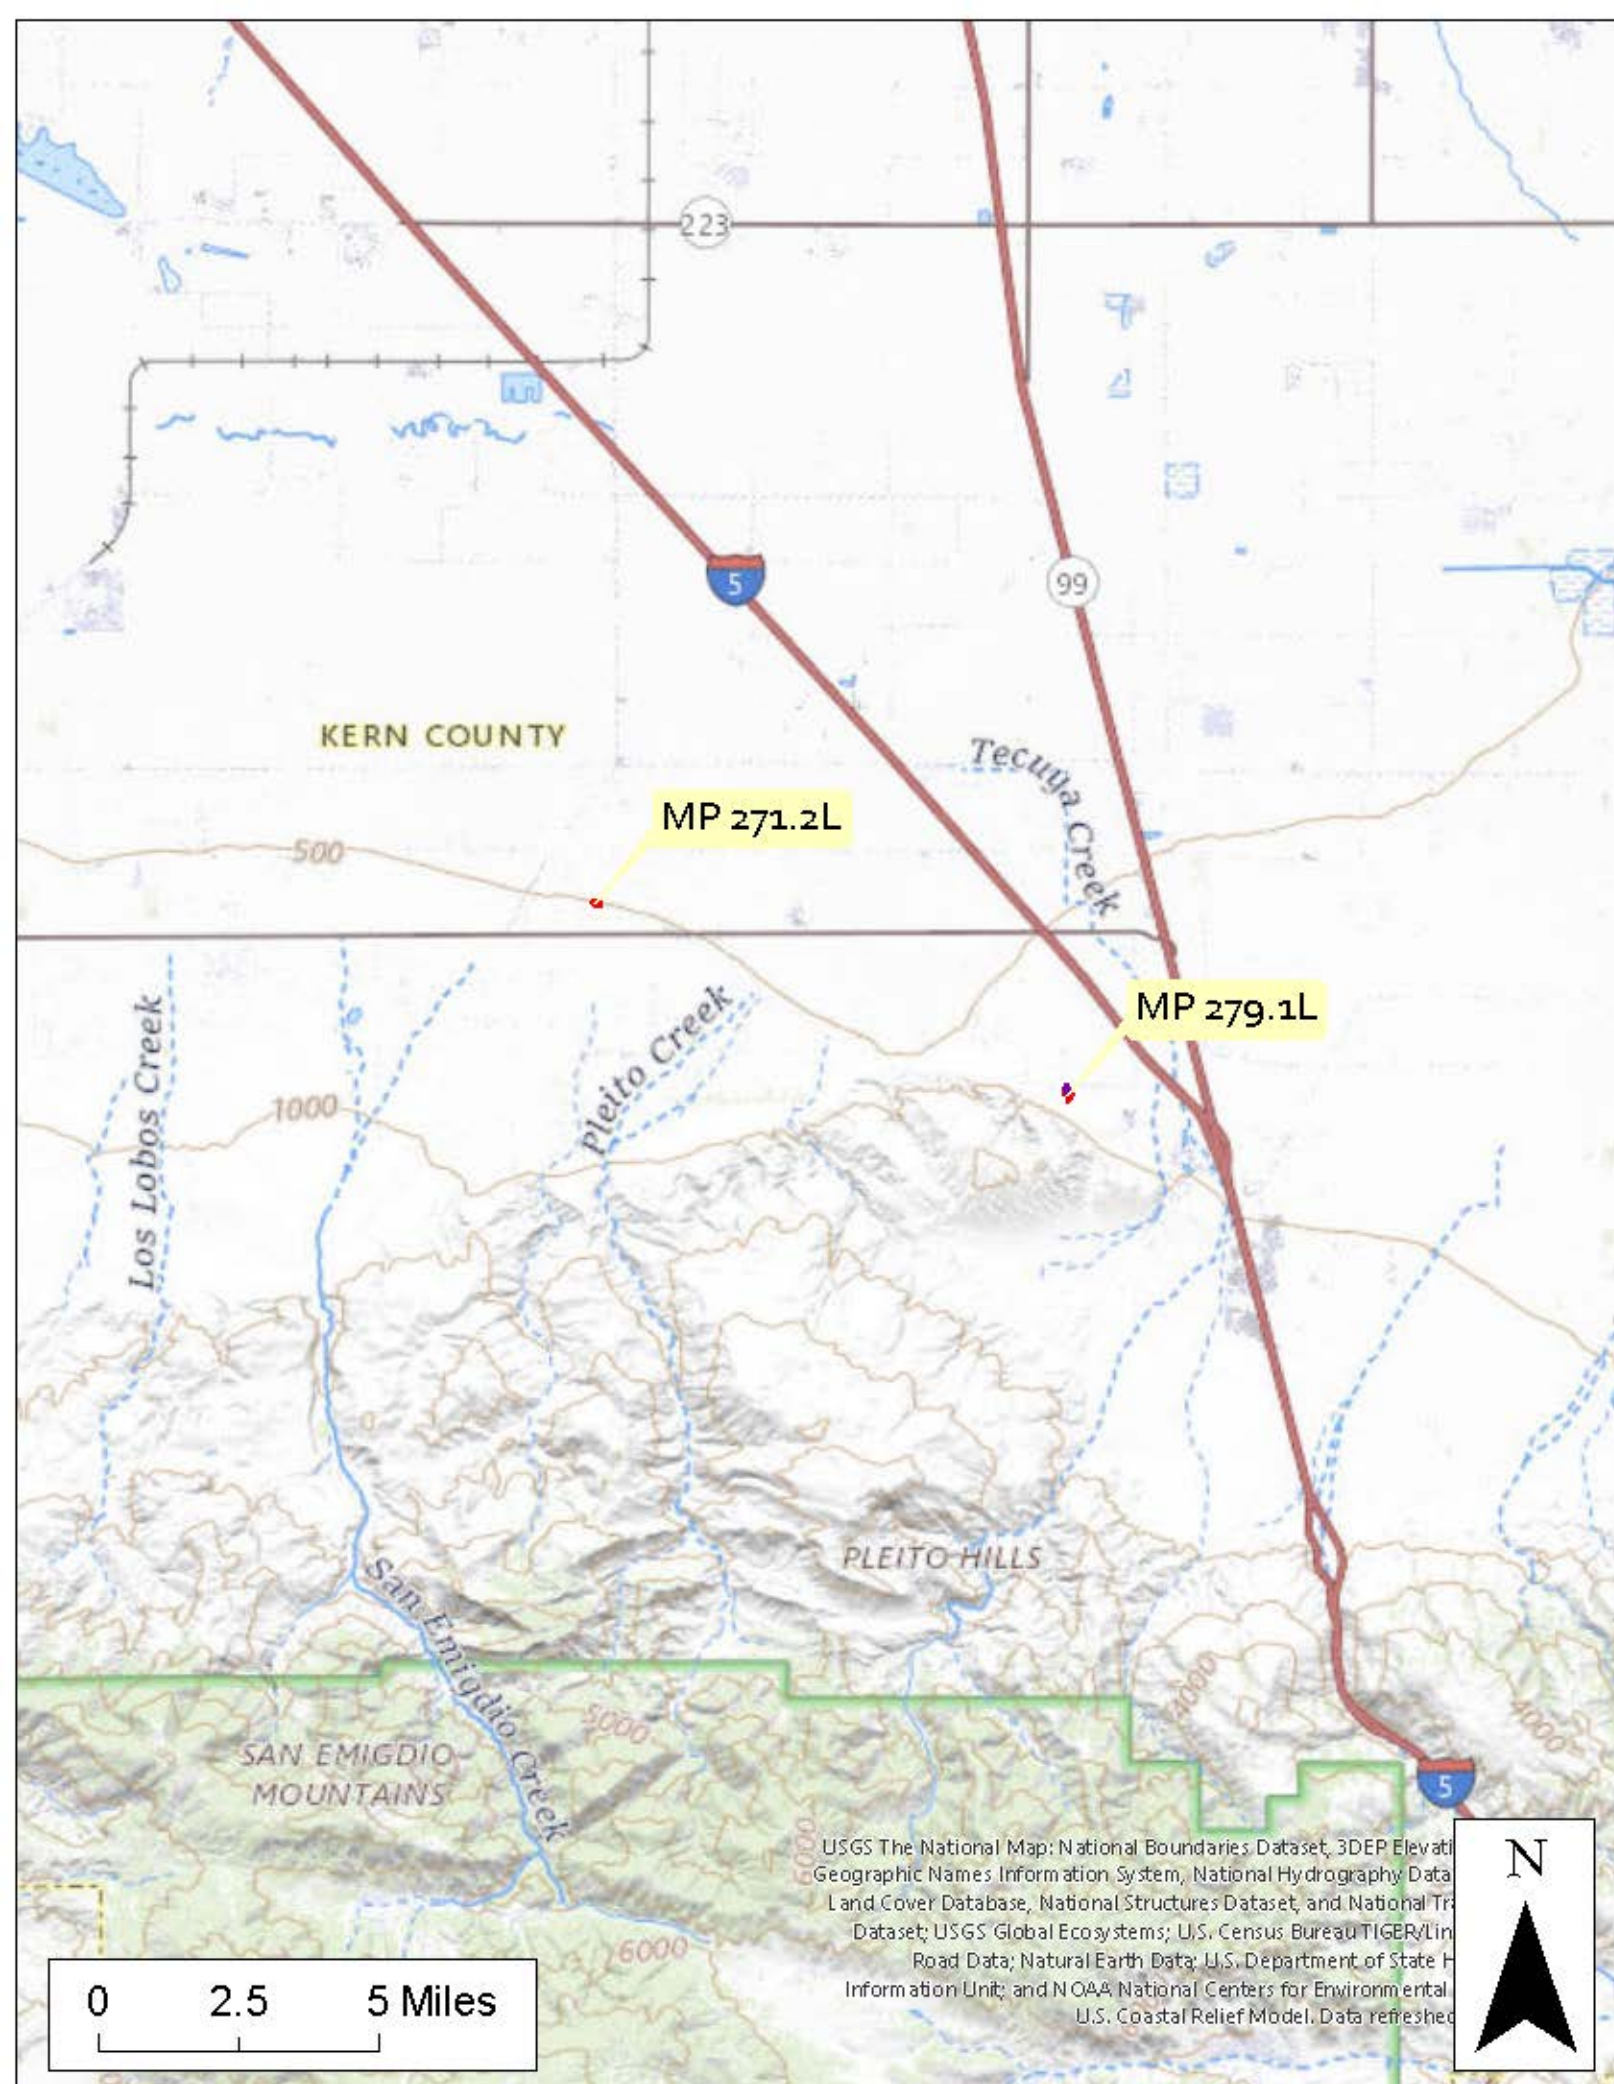 223
5
99
KERN COUNTY
Tecuya Creek
MP 271.2L
500
MP 279.1L
Los Lobos Creek
Pleito Creek
1000
PLEITO HILLS
San Emigdio Creek
4000
4000
5000
SAN EMIGDIO
MOUNTAINS
5
6000
USGS The National Map: National Boundaries Dataset, 3DEP Elevati
Geographic Names Information System, National Hydrography Data
Land Cover Database, National Structures Dataset, and National Tra
Dataset; USGS Global Ecosystems; U.S. Census Bureau TIGER/Lin
Road Data; Natural Earth Data; U.S. Department of State H
Information Unit; and NOAA National Centers for Environmental
U.S. Coastal Relief Model. Data refreshed
N
0 2.5 5 Miles